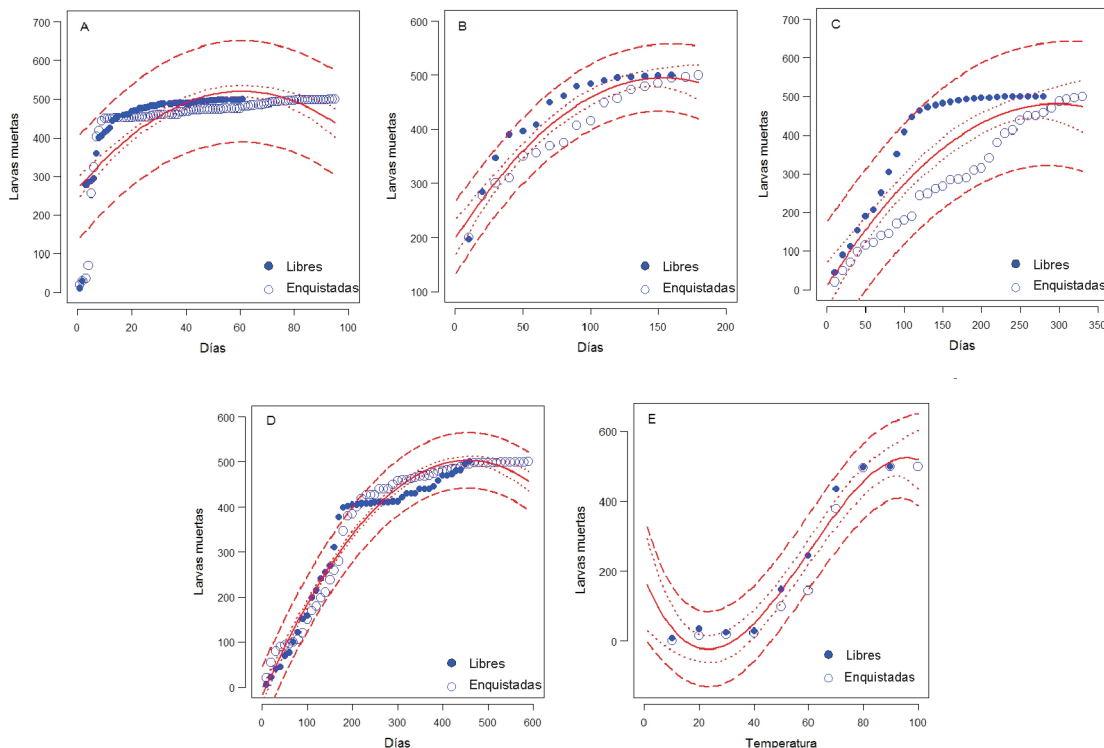 A
Larvas muertas
700
600
500
400
300
200
100
0
Libres
Enquistadas
0 20 40 60 80 100
Días
B
Larvas muertas
600
500
400
300
200
100
Libres
Enquistadas
0 50 100 150 200
Días
C
Larvas muertas
700
600
500
400
300
200
100
0
Libres
Enquistadas
0 50 100 150 200 250 300 350
Días
D
Larvas muertas
600
500
400
300
200
100
0
Libres
Enquistadas
0 100 200 300 400 500 600
Días
E
Larvas muertas
600
400
200
0
Libres
Enquistadas
0 20 40 60 80 100
Temperatura